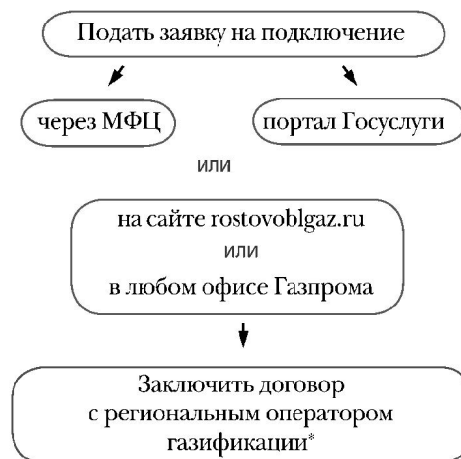 Подать заявку на подключение
через МФЦ
портал Госуслуги
или
на сайте rostovoblgaz.ru
или
в любом офисе Газпрома
Заключить договор
с региональным оператором
газификации*